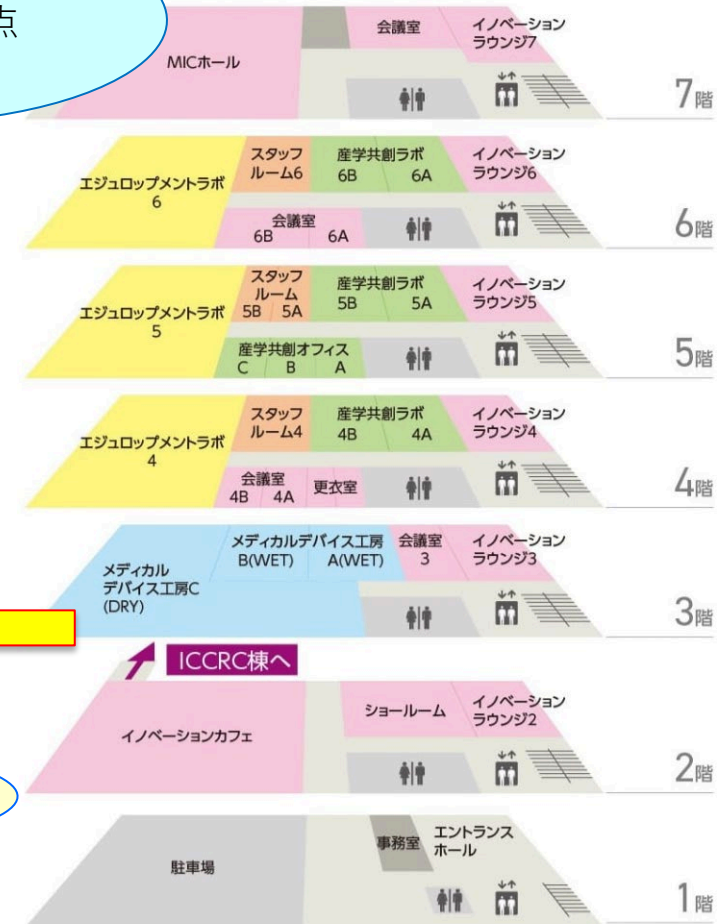 点
MICホール
会議室
イノベーション
ラウンジ7
7階
エジュロップメントラボ
6
スタッフ
ルーム6
産学共創ラボ
6B 6A
イノベーション
ラウンジ6
会議室
6B 6A
6階
エジュロップメントラボ
5
スタッフ
ルーム
5B 5A
産学共創ラボ
5B 5A
イノベーション
ラウンジ5
産学共創オフィス
C B A
5階
エジュロップメントラボ
4
スタッフ
ルーム4
産学共創ラボ
4B 4A
イノベーション
ラウンジ4
会議室
4B 4A
更衣室
4階
メディカル
デバイス工房C
(DRY)
メディカルデバイス工房
B(WET) A(WET)
会議室
3
イノベーション
ラウンジ3
3階
ICCRC棟へ
イノベーションカフェ
ショールーム
イノベーション
ラウンジ2
2階
駐車場
事務室
エントランス
ホール
1階